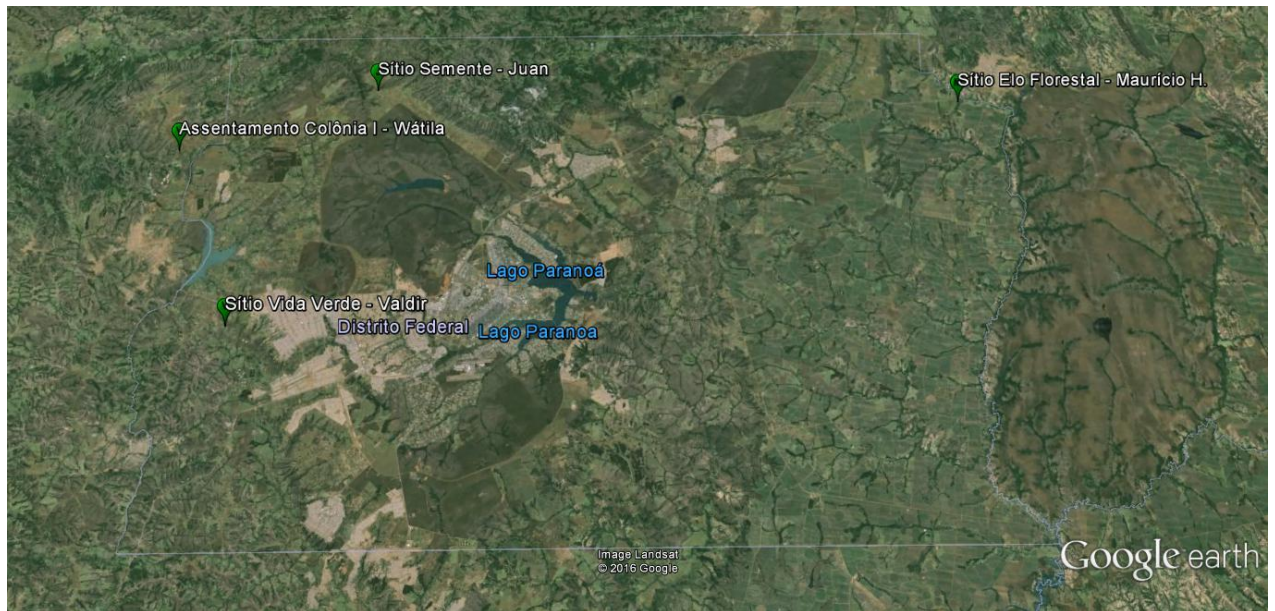 Sítio Semente - Juan
Sítio Elo Florestal - Maurício H.
Assentamento Colônia I - Wátila
Lago Paranoá
Sítio Vida Verde - Valdir
Distrito Federal
Lago Paranoa
Image Landsat
© 2016 Google
Google earth